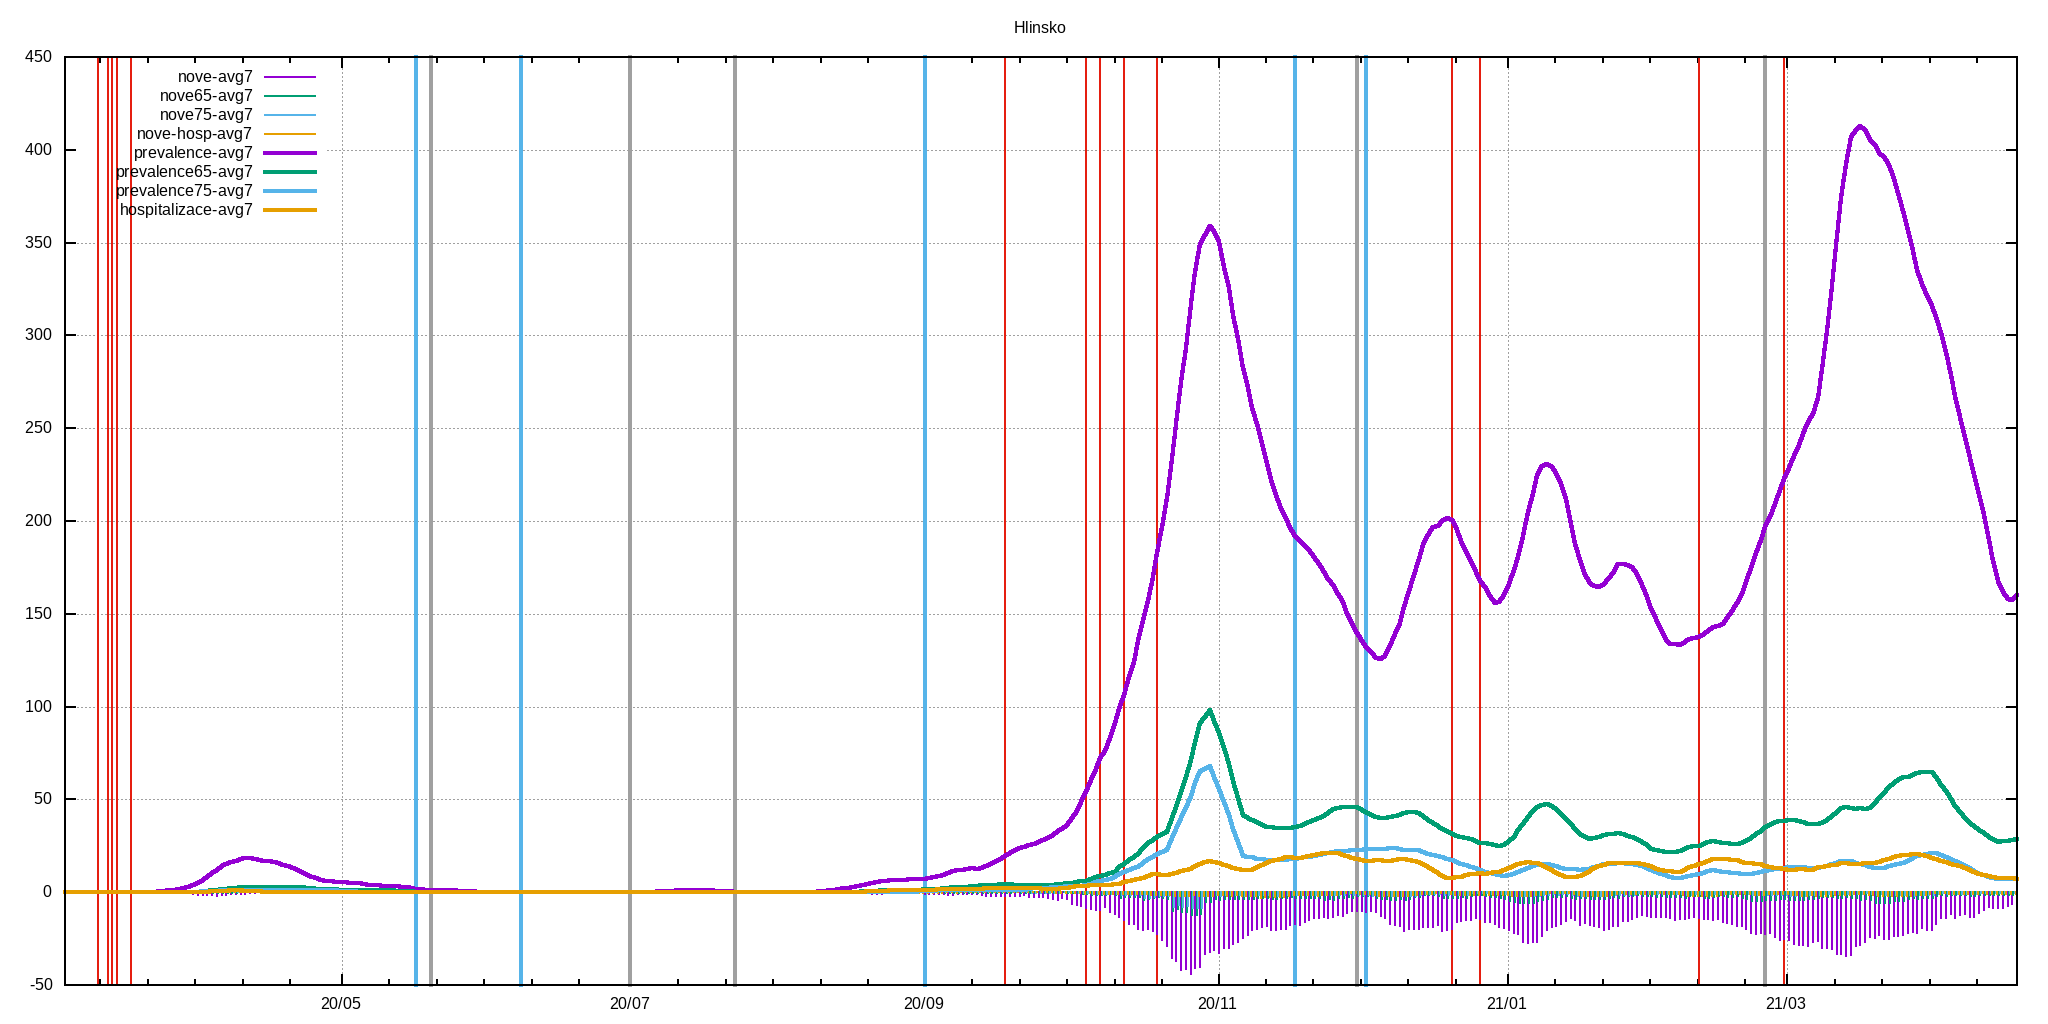 Hlinsko
450
400
350
300
250
200
150
100
50
0
-50
nove-avg7
nove65-avg7
nove75-avg7
nove-hosp-avg7
prevalence-avg7
prevalence65-avg7
prevalence75-avg7
hospitalizace-avg7
20/05 20/07 20/09 20/11 21/01 21/03